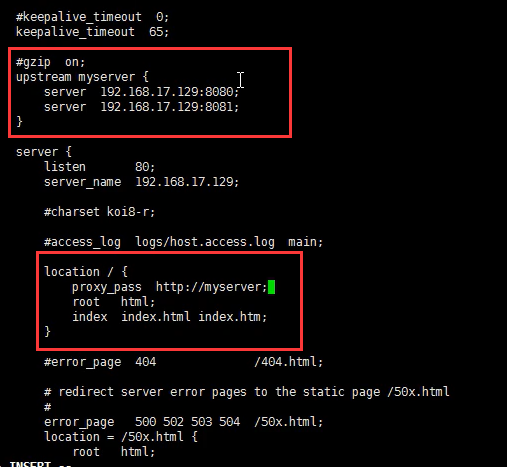 #keepalive_timeout  0;
keepalive_timeout  65;
#gzip  on;
upstream myserver {
server  192.168.17.129:8080;
server  192.168.17.129:8081;
}
server {
listen       80;
server_name  192.168.17.129;
#charset koi8-r;
#access_log  logs/host.access.log  main;
location / {
proxy_pass  http://myserver;
root   html;
index  index.html index.htm;
}
#error_page  404              /404.html;
# redirect server error pages to the static page /50x.html
#
error_page   500 502 503 504  /50x.html;
location = /50x.html {
root   html;
INSERT --